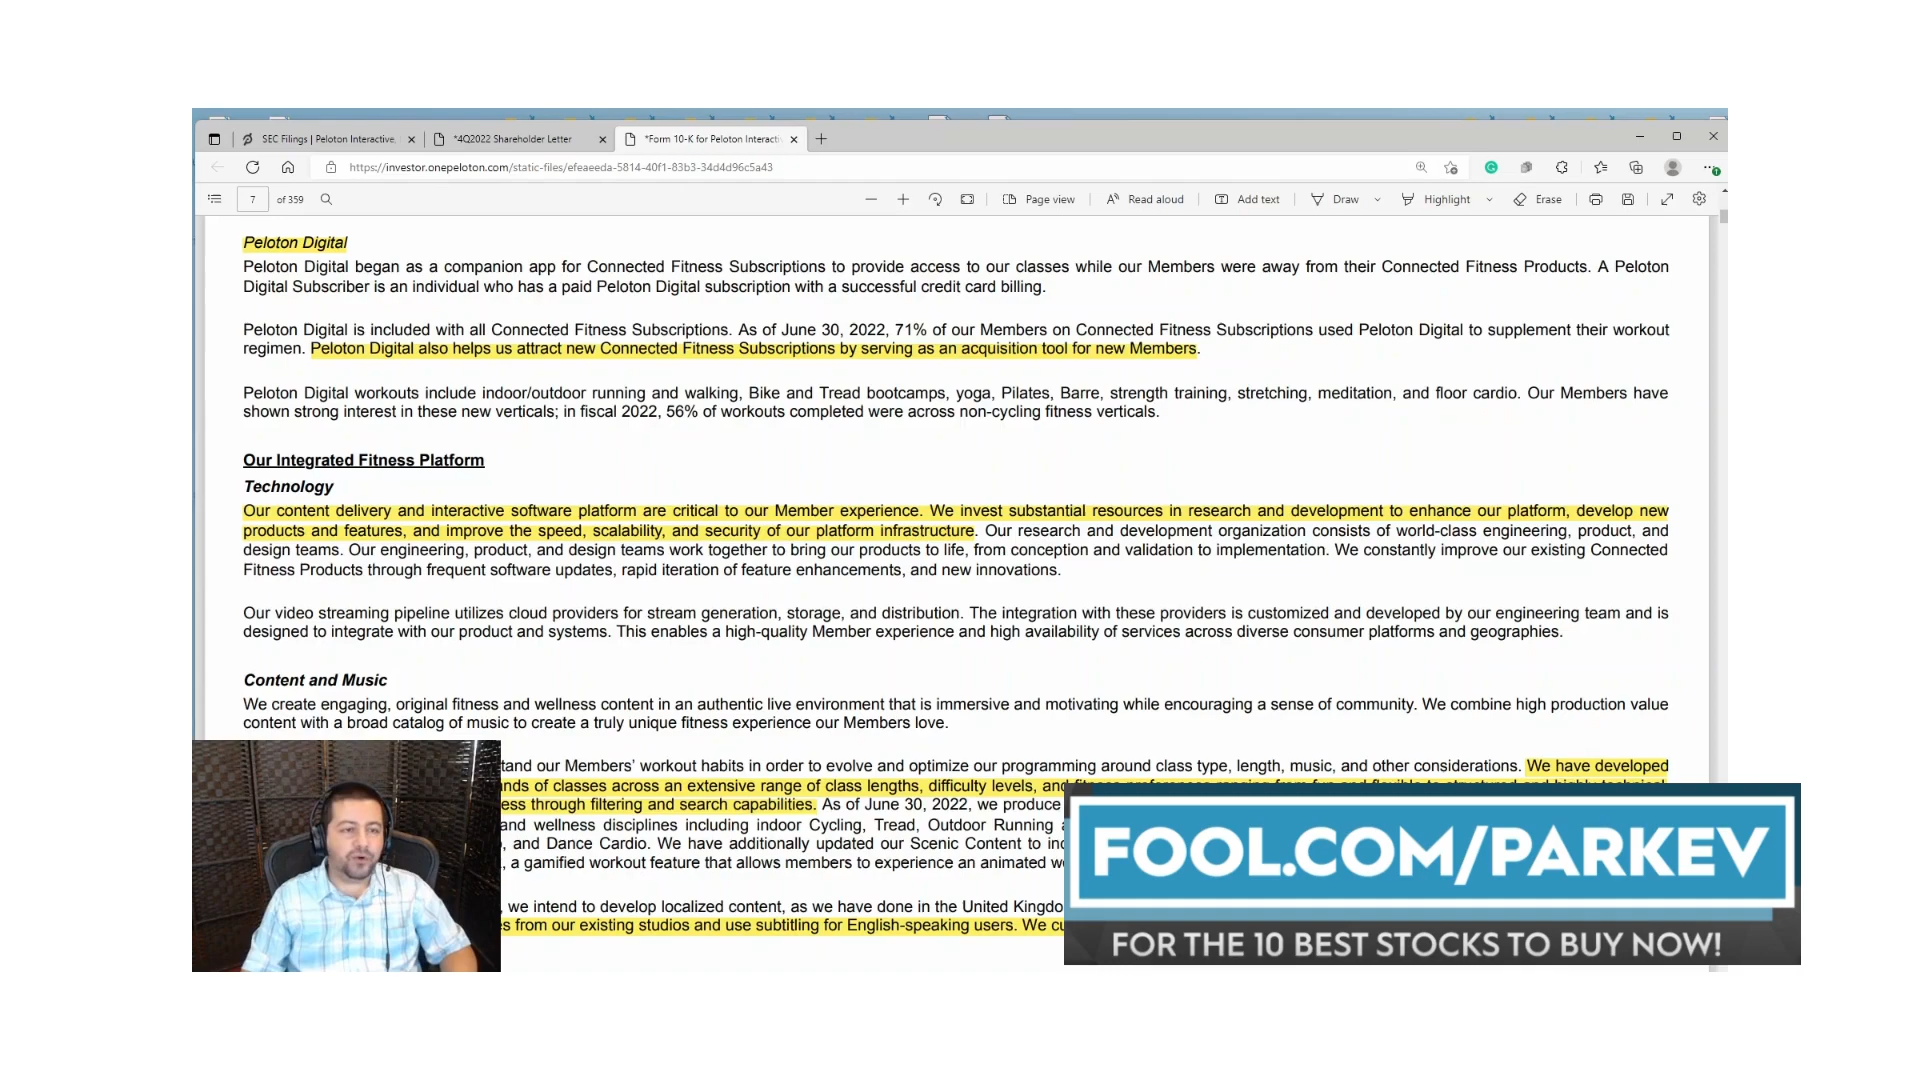 SEC Filings | Peloton Interactive,
*4Q2022 Shareholder Letter
*Form 10-K for Peloton Interacti
https://investor.onepeloton.com/static-files/efeaeeda-5814-40f1-83b3-34d4d96c5a43
7 of 359
Page view
Read aloud
Add text
Draw
Highlight
Erase
Peloton Digital
Peloton Digital began as a companion app for Connected Fitness Subscriptions to provide access to our classes while our Members were away from their Connected Fitness Products. A Peloton
Digital Subscriber is an individual who has a paid Peloton Digital subscription with a successful credit card billing.
Peloton Digital is included with all Connected Fitness Subscriptions. As of June 30, 2022, 71% of our Members on Connected Fitness Subscriptions used Peloton Digital to supplement their workout
regimen. Peloton Digital also helps us attract new Connected Fitness Subscriptions by serving as an acquisition tool for new Members.
Peloton Digital workouts include indoor/outdoor running and walking, Bike and Tread bootcamps, yoga, Pilates, Barre, strength training, stretching, meditation, and floor cardio. Our Members have
shown strong interest in these new verticals; in fiscal 2022, 56% of workouts completed were across non-cycling fitness verticals.
Our Integrated Fitness Platform
Technology
Our content delivery and interactive software platform are critical to our Member experience. We invest substantial resources in research and development to enhance our platform, develop new
products and features, and improve the speed, scalability, and security of our platform infrastructure. Our research and development organization consists of world-class engineering, product, and
design teams. Our engineering, product, and design teams work together to bring our products to life, from conception and validation to implementation. We constantly improve our existing Connected
Fitness Products through frequent software updates, rapid iteration of feature enhancements, and new innovations.
Our video streaming pipeline utilizes cloud providers for stream generation, storage, and distribution. The integration with these providers is customized and developed by our engineering team and is
designed to integrate with our product and systems. This enables a high-quality Member experience and high availability of services across diverse consumer platforms and geographies.
Content and Music
We create engaging, original fitness and wellness content in an authentic live environment that is immersive and motivating while encouraging a sense of community. We combine high production value
content with a broad catalog of music to create a truly unique fitness experience our Members love.
tand our Members' workout habits in order to evolve and optimize our programming around class type, length, music, and other considerations. We have developed
nds of classes across an extensive range of class lengths, difficulty levels, and
ess through filtering and search capabilities. As of June 30, 2022, we produce
and wellness disciplines including indoor Cycling, Tread, Outdoor Running
, and Dance Cardio. We have additionally updated our Scenic Content to
, a gamified workout feature that allows members to experience an animated
, we intend to develop localized content, as we have done in the United Kingdo
s from our existing studios and use subtitling for English-speaking users. We
FOOL.COM/PARKEV
FOR THE 10 BEST STOCKS TO BUY NOW!